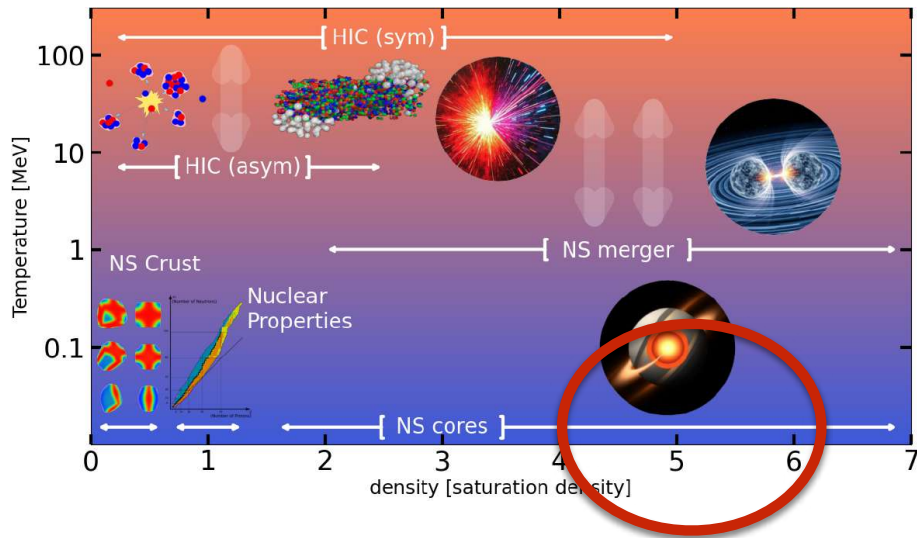 100
[ HIC (sym) ]
10
[ HIC (asym) ]
Temperature [MeV]
1
[ NS merger ]
NS Crust
Nuclear
Properties
0.1
[ NS cores ]
0 1 2 3 4 5 6 7
density [saturation density]